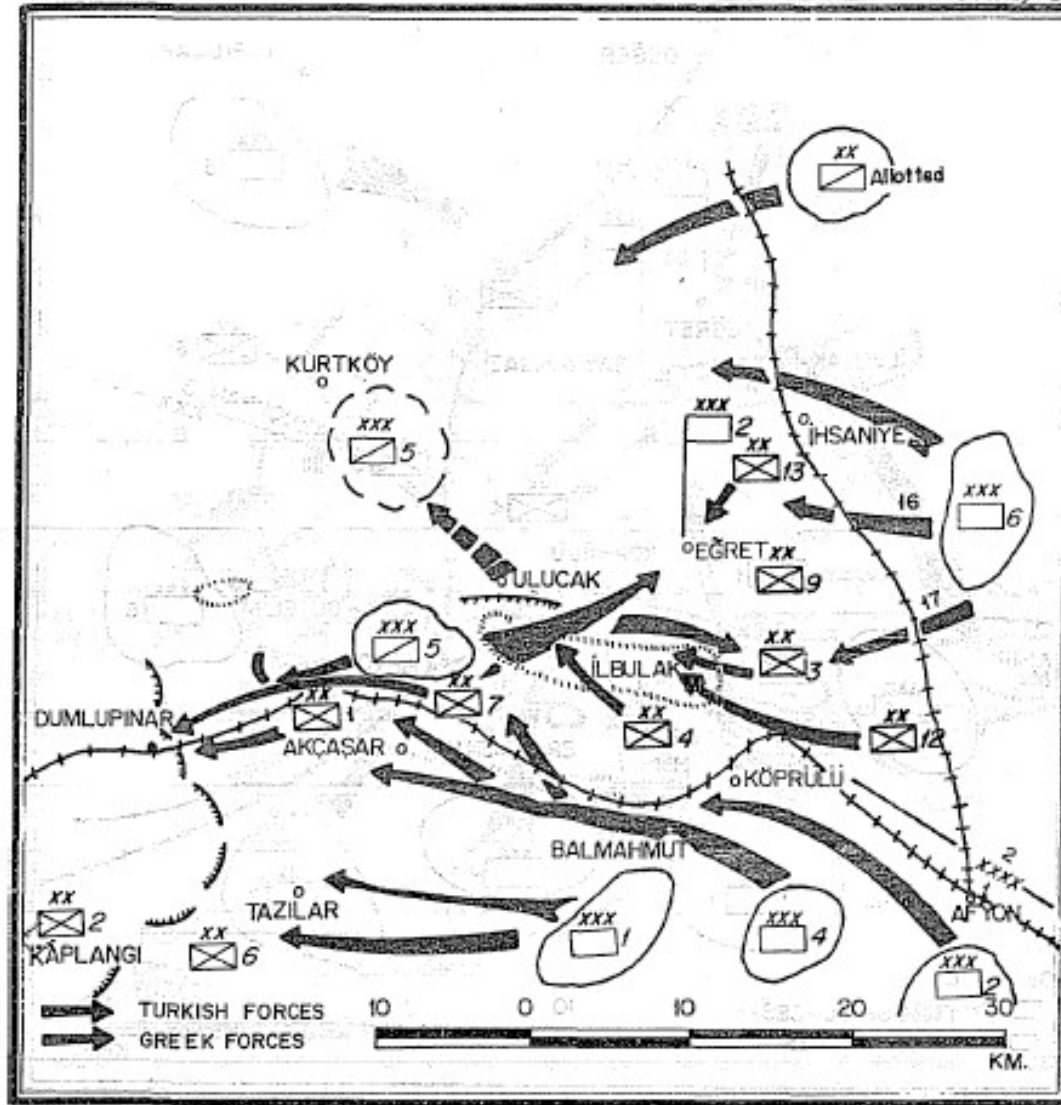 xx
Allotted
KURTKÖY
xxx
5
xxx
2
xx
13
İHSANİYE
xxx
6
16
EĞRET
xx
9
ULUCAK
17
xxx
5
İLBULAK
xx
3
xx
7
xx
1
DUMLUPINAR
AKÇAŞAR
xx
4
xx
12
KÖPRÜLÜ
BALMAHMUT
2
xxxx
1
AFYON
TAZILAR
xx
2
KAPLANGI
xx
6
xxx
1
xxx
4
xxx
2
TURKISH FORCES
GREEK FORCES
10 0 10 20 30
KM.